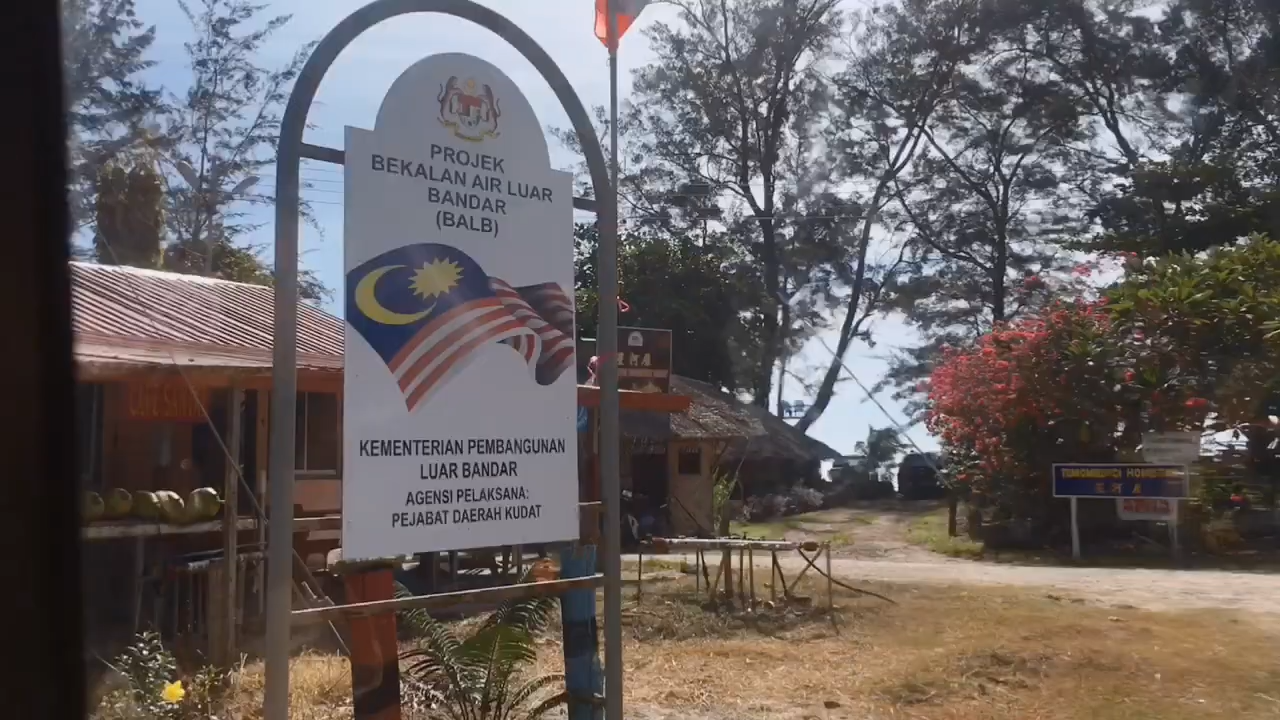 PROJEK
BEKALAN AIR LUAR
BANDAR
(BALB)
KEMENTERIAN PEMBANGUNAN
LUAR BANDAR
AGENSI PELAKSANA:
PEJABAT DAERAH KUDAT